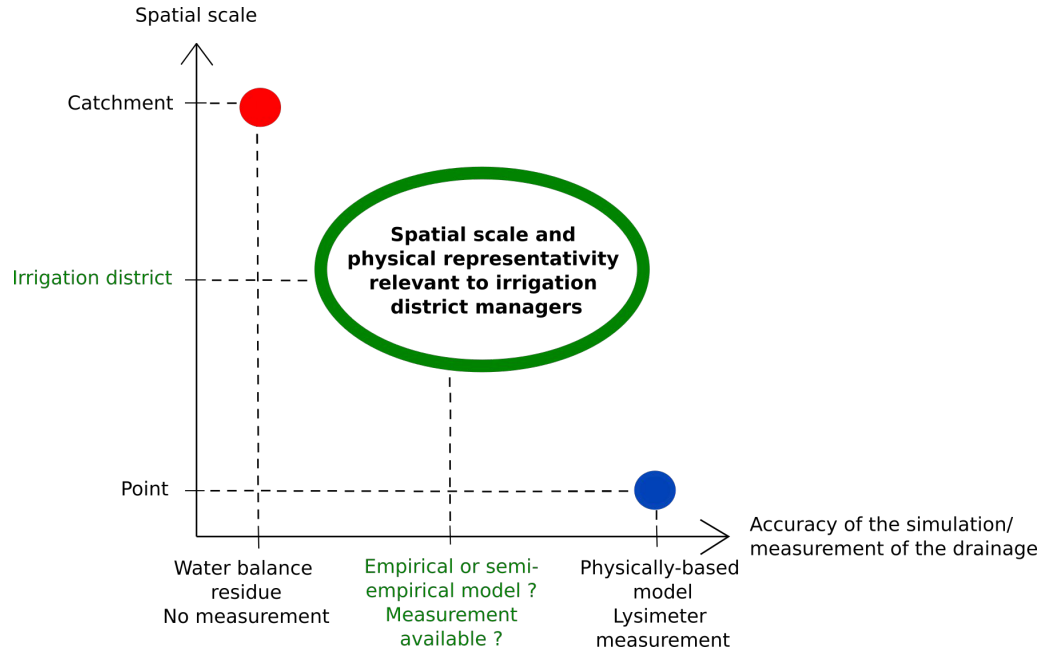 Spatial scale
Catchment
Spatial scale and
physical representativity
relevant to irrigation
district managers
Irrigation district
Point
Accuracy of the simulation/
measurement of the drainage
Water balance
residue
No measurement
Empirical or semi-
empirical model ?
Measurement
available ?
Physically-based
model
Lysimeter
measurement